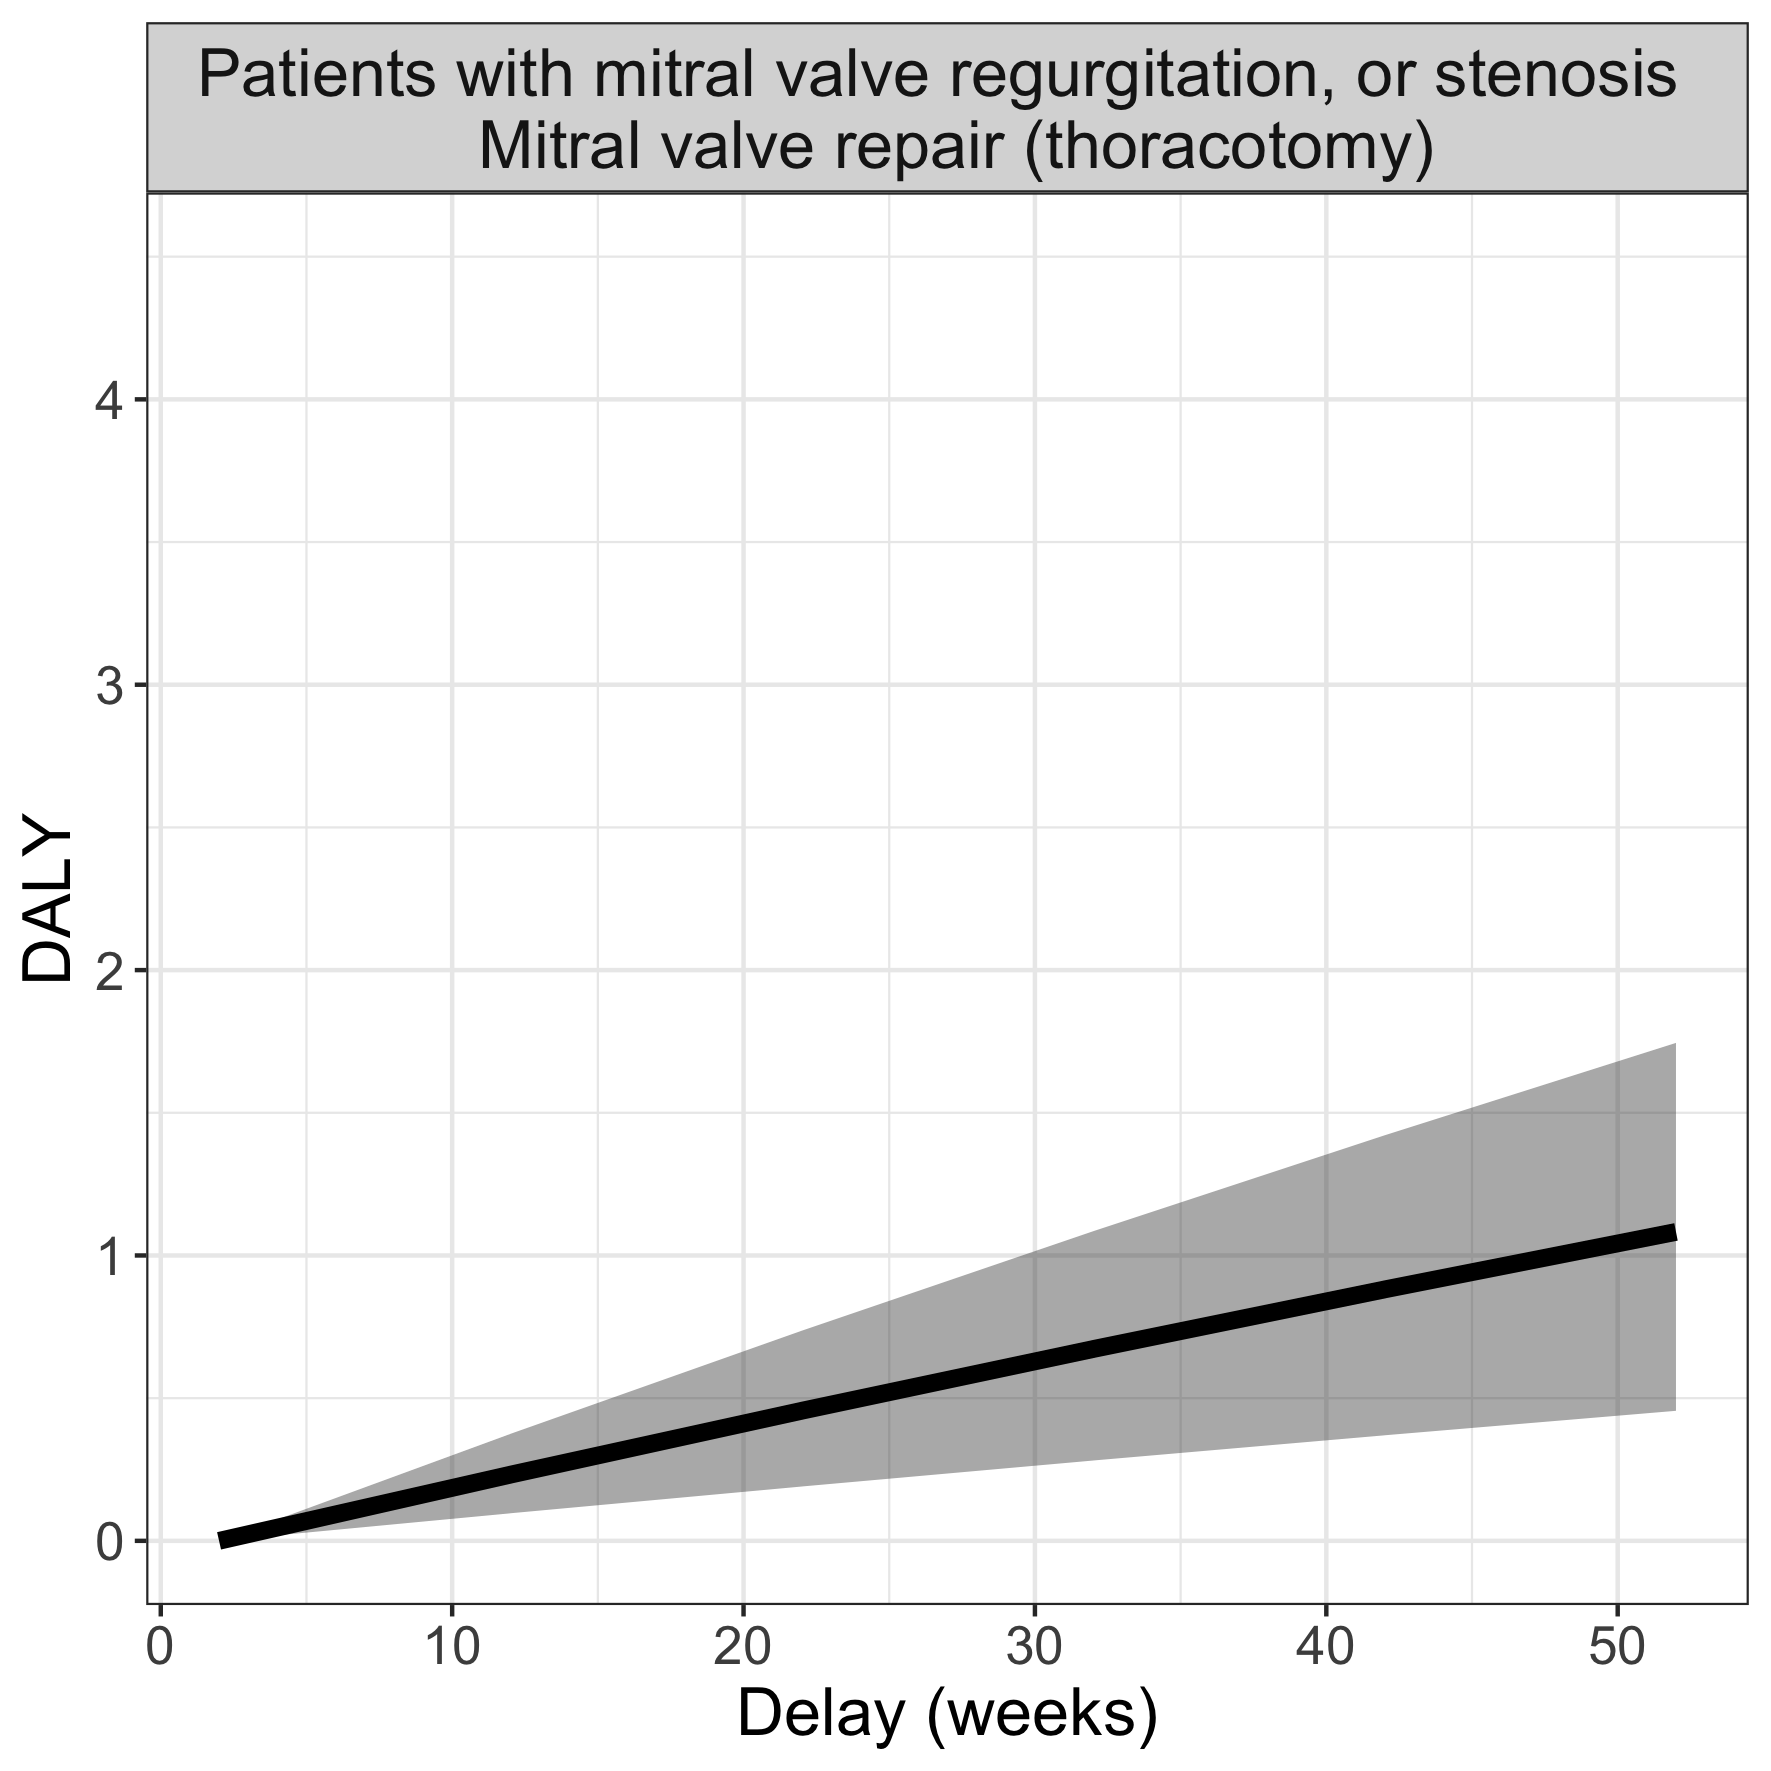 Patients with mitral valve regurgitation, or stenosis
Mitral valve repair (thoracotomy)
4
3
2
1
0
DALY
0 10 20 30 40 50
Delay (weeks)